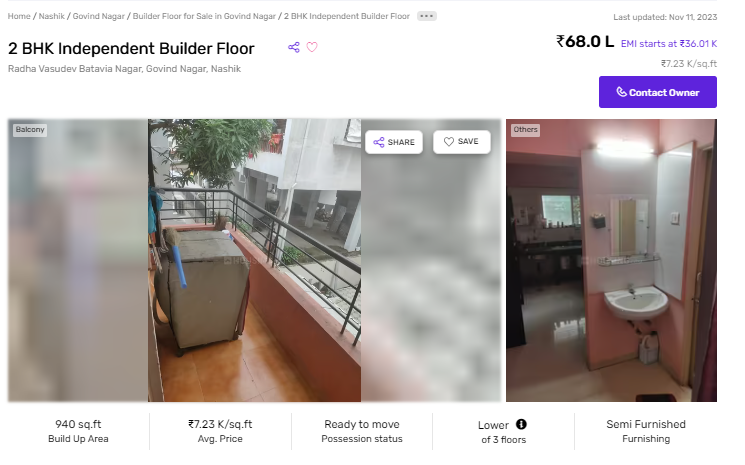 Home / Nashik / Govind Nagar / Builder Floor for Sale in Govind Nagar / 2 BHK Independent Builder Floor
Last updated: Nov 11, 2023
2 BHK Independent Builder Floor
₹68.0 L EMI starts at ₹36.01 K
Radha Vasudev Batavia Nagar, Govind Nagar, Nashik
₹7.23 K/sq.ft
Contact Owner
Balcony
SHARE
SAVE
Others
940 sq.ft
Build Up Area
₹7.23 K/sq.ft
Avg. Price
Ready to move
Possession status
Lower
of 3 floors
Semi Furnished
Furnishing